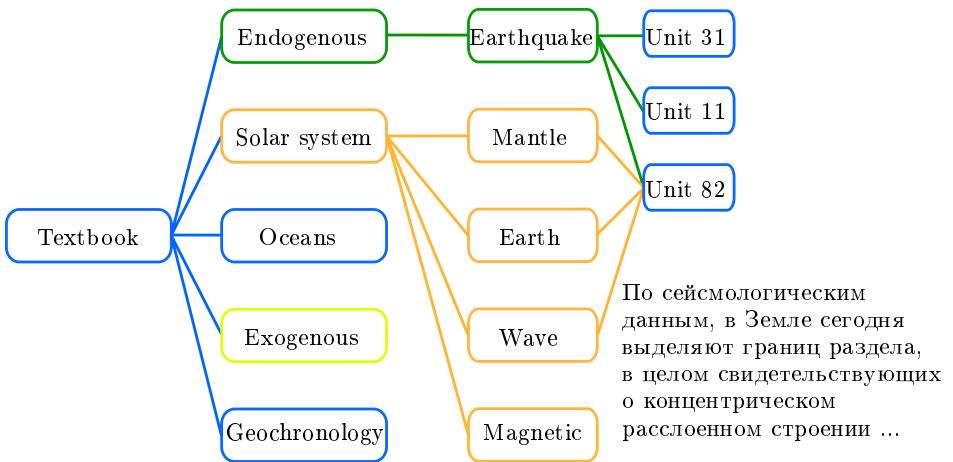 Endogenous
Earthquake
Unit 31
Unit 11
Solar system
Mantle
Unit 82
Textbook
Oceans
Earth
Exogenous
Wave
Geochronology
Magnetic
По сейсмологическим
данным, в Земле сегодня
выделяют границ раздела,
в целом свидетельствующих
о концентрическом
расслоенном строении ...